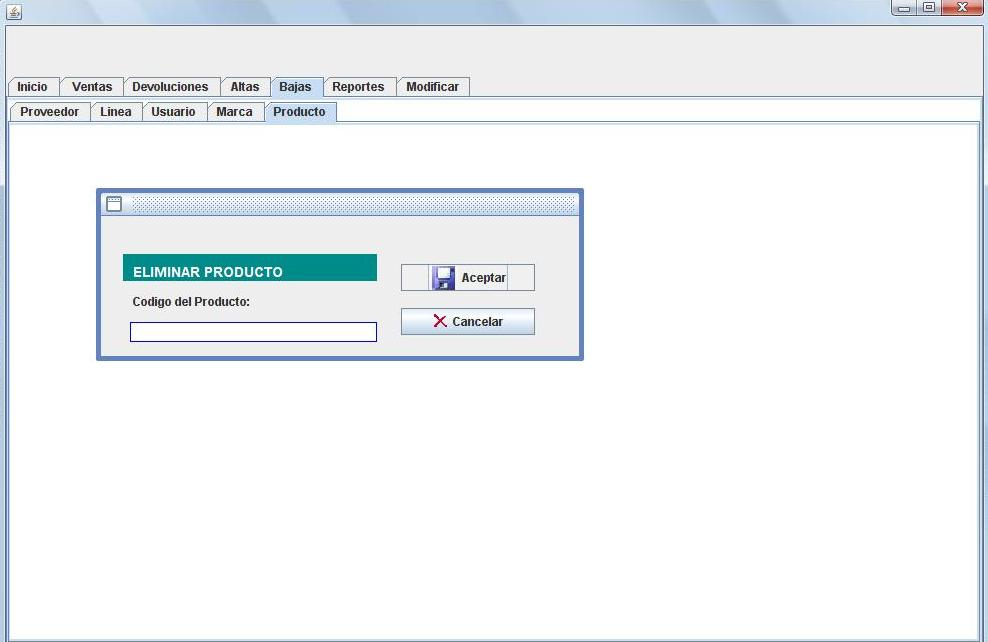 Inicio Ventas Devoluciones Altas Bajas Reportes Modificar
Proveedor Linea Usuario Marca Producto
ELIMINAR PRODUCTO
Codigo del Producto:
Aceptar
Cancelar